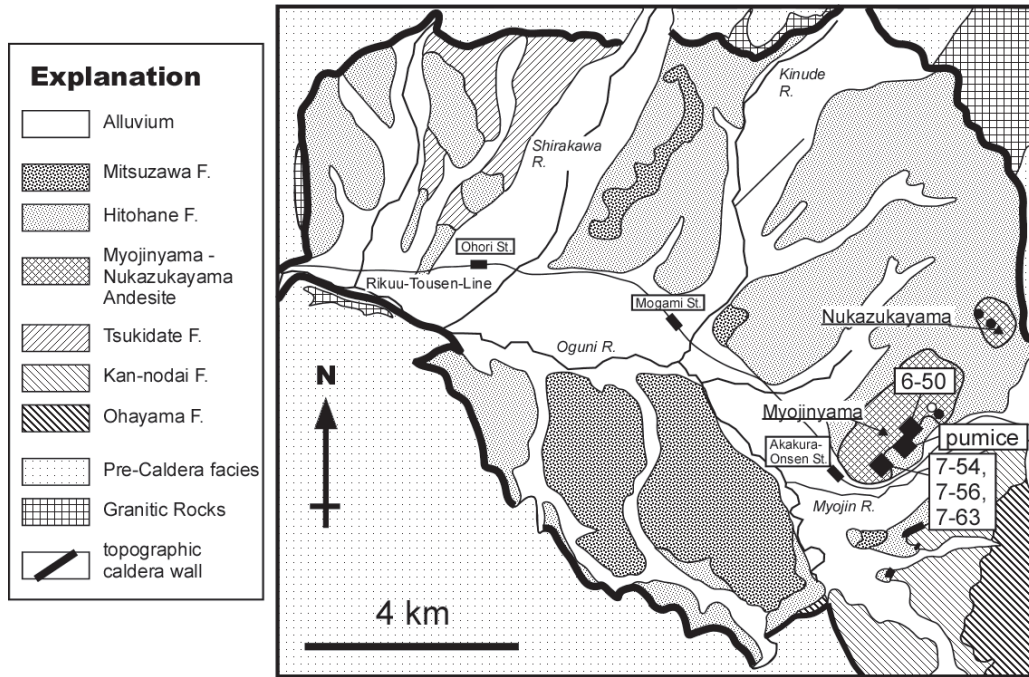 Explanation
Alluvium
Mitsuzawa F.
Hitohane F.
Myojinyama -
Nukazukayama
Andesite
Tsukidate F.
Kan-nodai F.
Ohayama F.
Pre-Caldera facies
Granitic Rocks
topographic
caldera wall
Kinude
R.
Shirakawa
R.
Ohori St.
Rikuu-Tousen-Line
Mogami St.
Nukazukayama
Oguni R.
6-50
N
Myojinyama
pumice
Akakura-
Onsen St.
7-54,
7-56,
7-63
Myojin R.
4 km